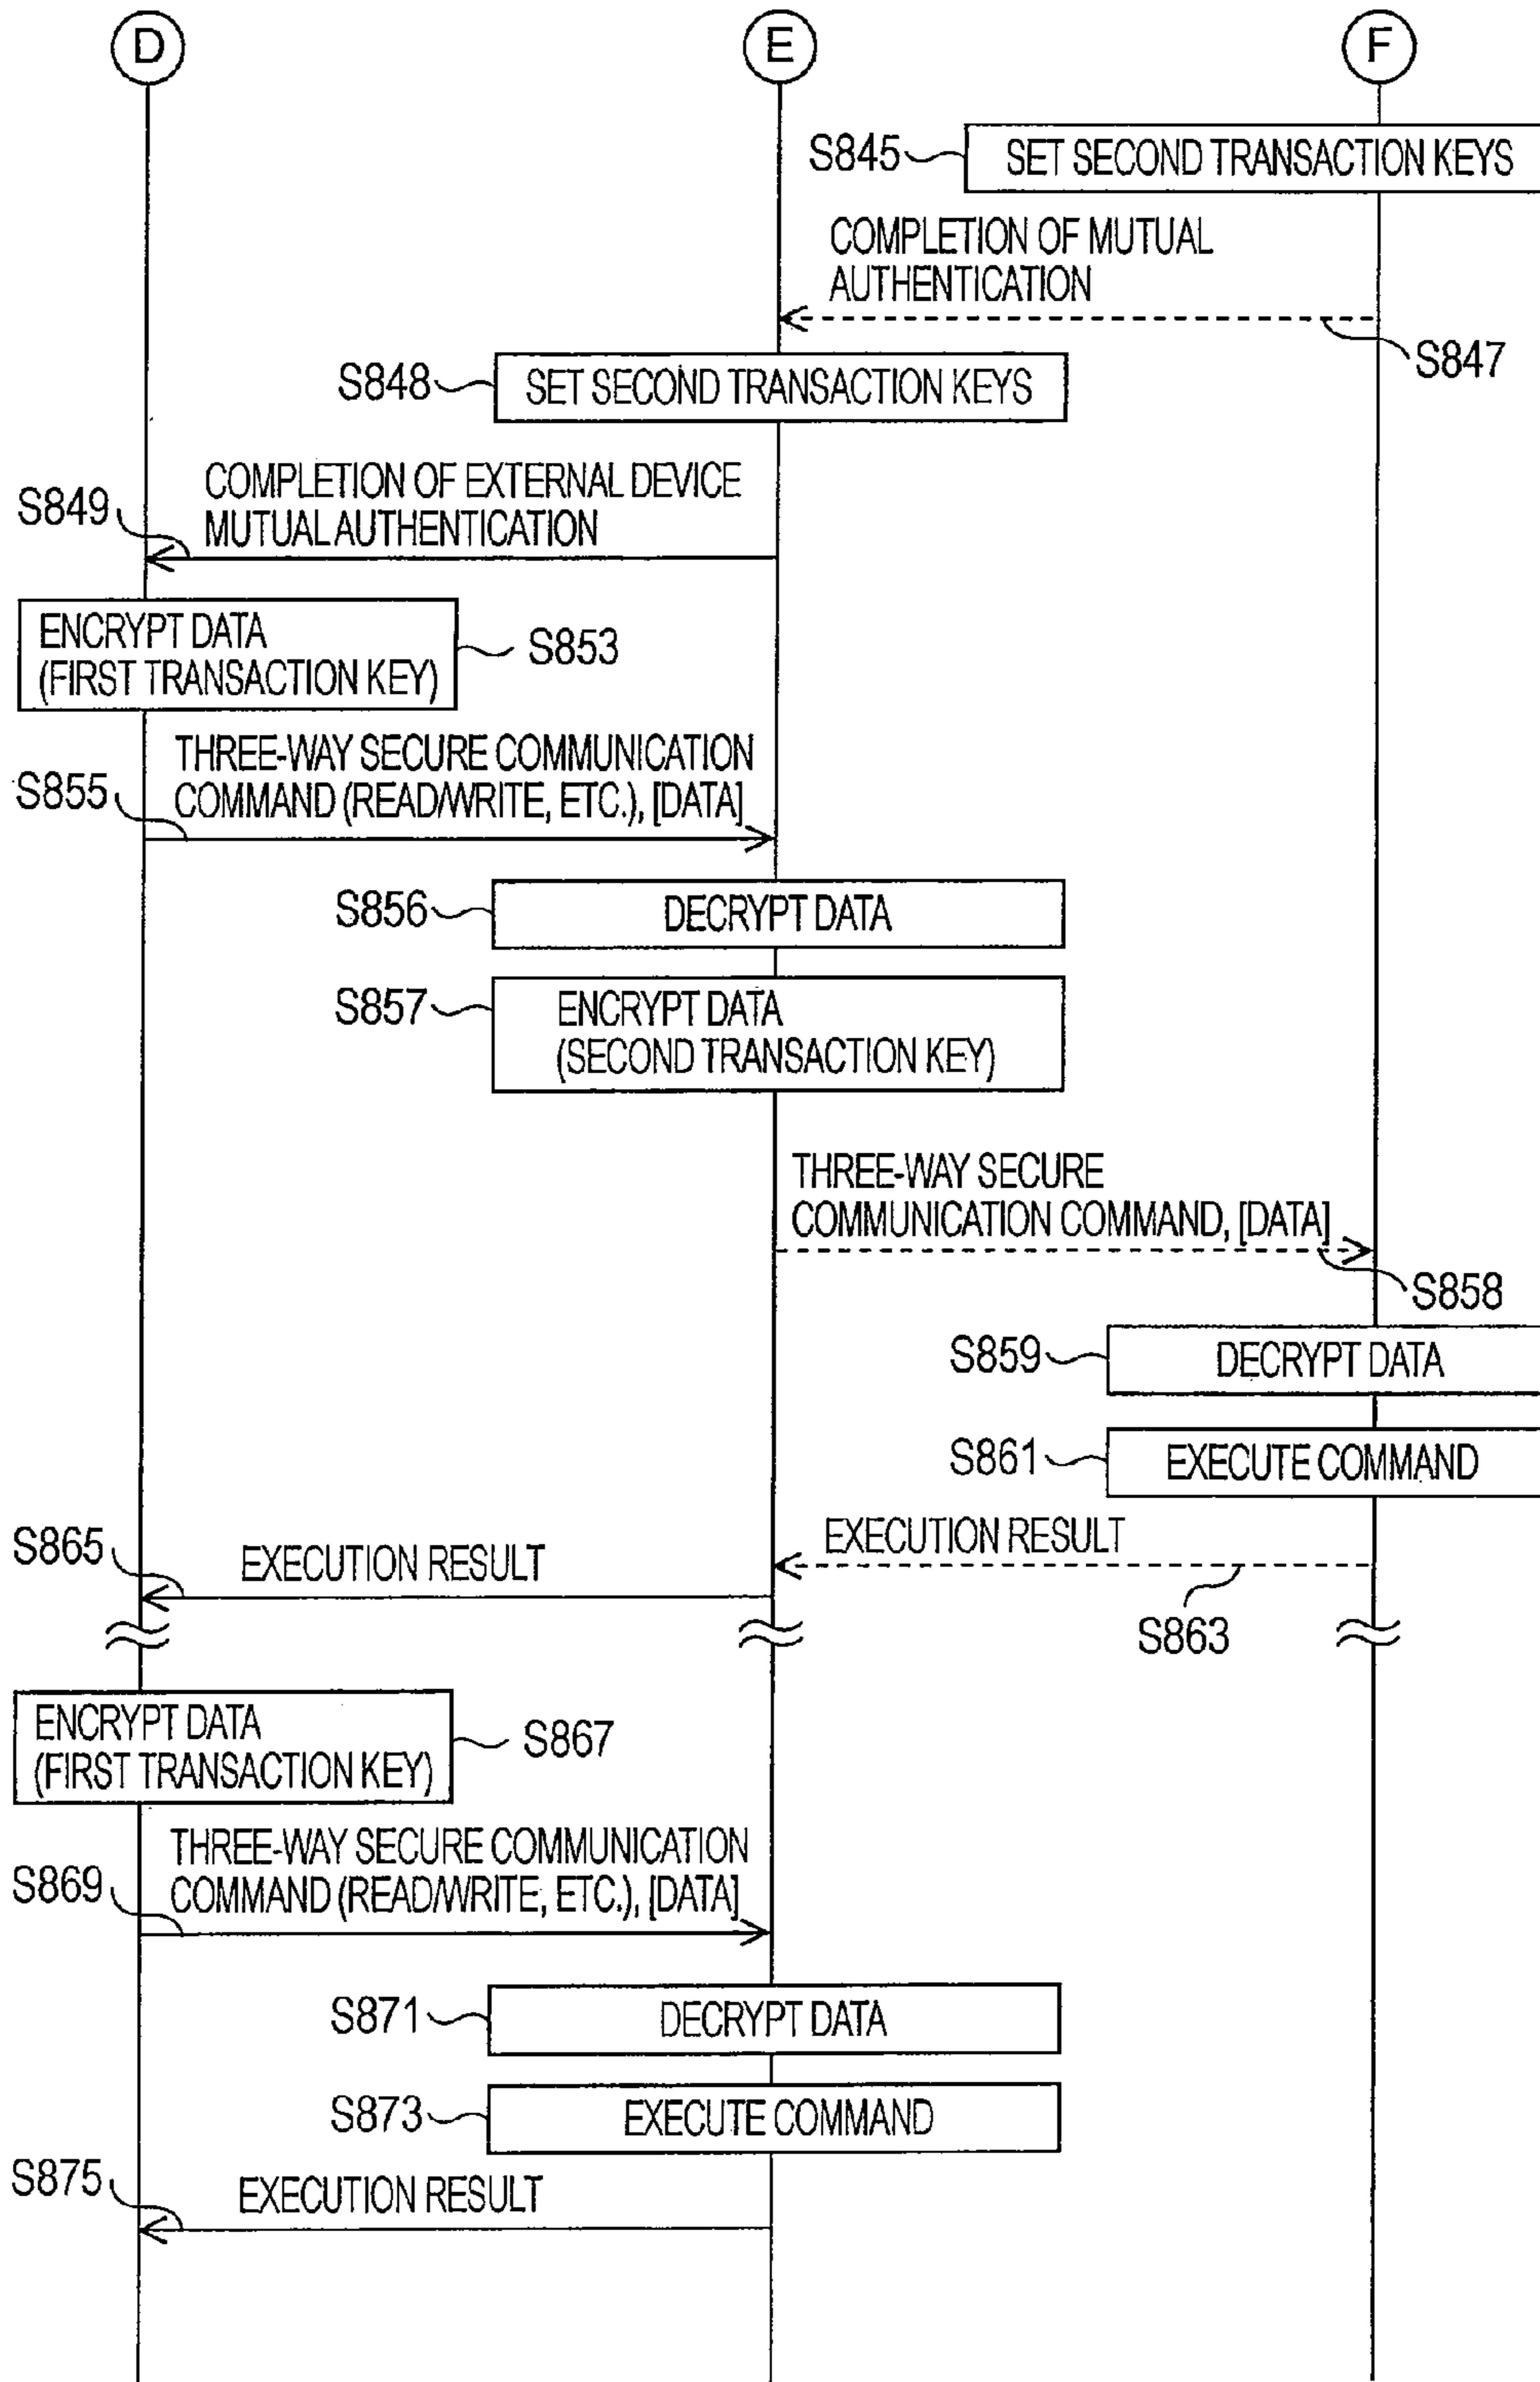 D
E
F
S845
SET SECOND TRANSACTION KEYS
COMPLETION OF MUTUAL
AUTHENTICATION
S847
S848
SET SECOND TRANSACTION KEYS
S849
COMPLETION OF EXTERNAL DEVICE
MUTUAL AUTHENTICATION
ENCRYPT DATA
(FIRST TRANSACTION KEY)
S853
THREE-WAY SECURE COMMUNICATION
COMMAND (READ/WRITE, ETC.), [DATA]
S855
S856
DECRYPT DATA
S857
ENCRYPT DATA
(SECOND TRANSACTION KEY)
THREE-WAY SECURE
COMMUNICATION COMMAND, [DATA]
S858
S859
DECRYPT DATA
S861
EXECUTE COMMAND
EXECUTION RESULT
S863
S865
EXECUTION RESULT
ENCRYPT DATA
(FIRST TRANSACTION KEY)
S867
THREE-WAY SECURE COMMUNICATION
COMMAND (READ/WRITE, ETC.), [DATA]
S869
S871
DECRYPT DATA
S873
EXECUTE COMMAND
S875
EXECUTION RESULT